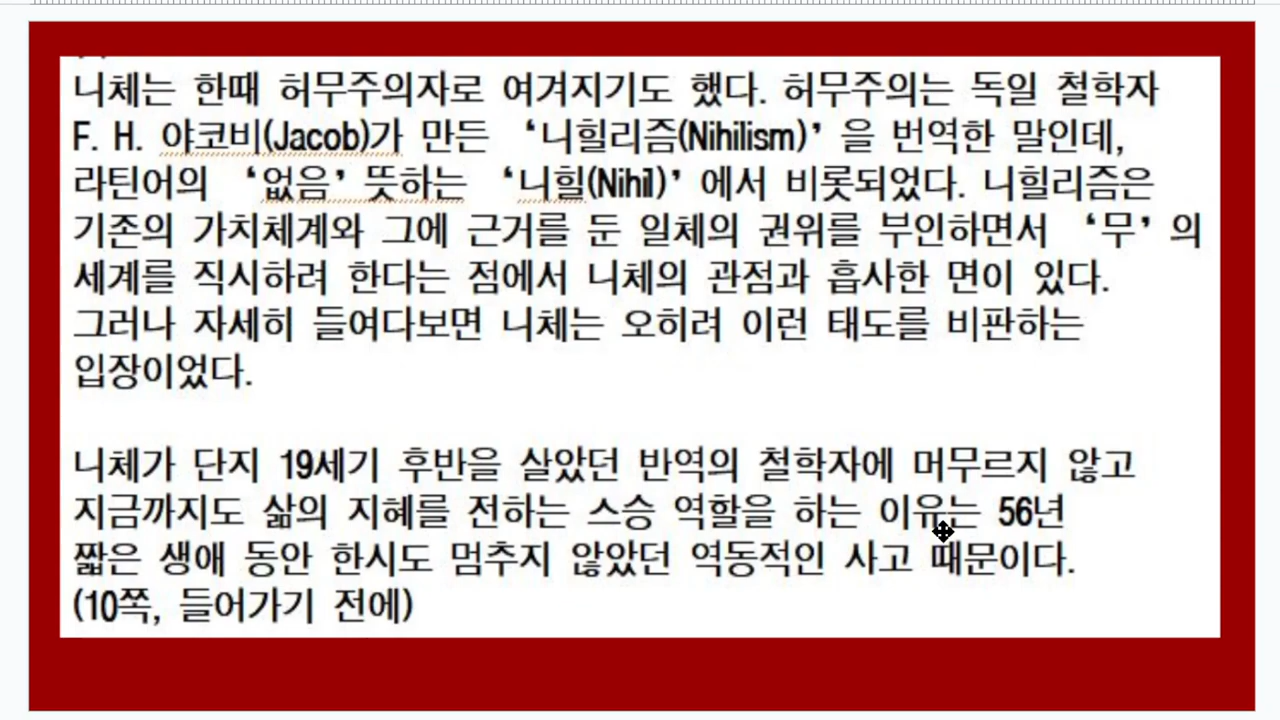 니체는 한때 허무주의자로 여겨지기도 했다. 허무주의는 독일 철학자
F. H. 야코비(Jacob)가 만든 ‘니힐리즘(Nihilism)’을 번역한 말인데,
라틴어의 ‘없음’ 뜻하는 ‘니힐(Nihil)’에서 비롯되었다. 니힐리즘은
기존의 가치체계와 그에 근거를 둔 일체의 권위를 부인하면서 ‘무’의
세계를 직시하려 한다는 점에서 니체의 관점과 흡사한 면이 있다.
그러나 자세히 들여다보면 니체는 오히려 이런 태도를 비판하는
입장이었다.
니체가 단지 19세기 후반을 살았던 반역의 철학자에 머무르지 않고
지금까지도 삶의 지혜를 전하는 스승 역할을 하는 이유는 56년
짧은 생애 동안 한시도 멈추지 않았던 역동적인 사고 때문이다.
(10쪽, 들어가기 전에)